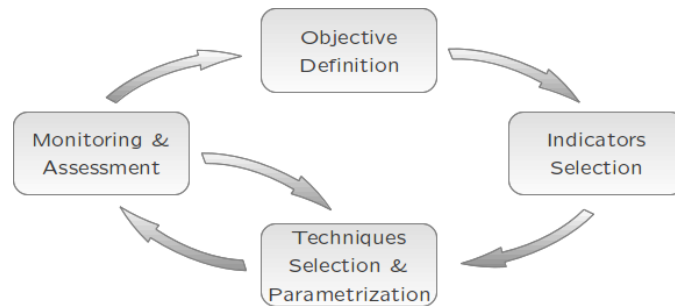 Objective
Definition
Monitoring &
Assessment
Indicators
Selection
Techniques
Selection &
Parametrization